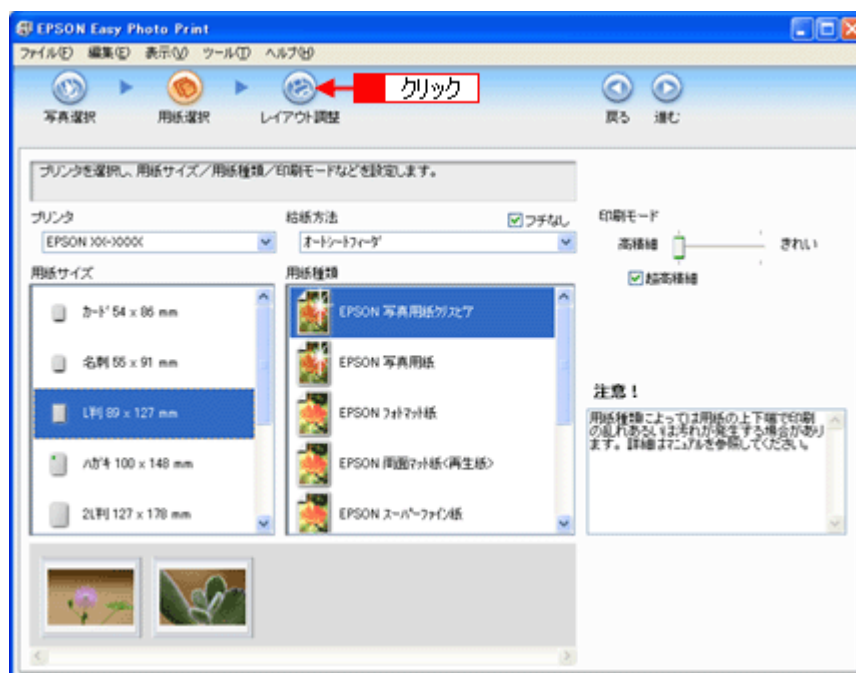 EPSON Easy Photo Print
ファイル(F) 編集(E) 表示(V) ツール(T) ヘルプ(H)
クリック
写真選択 用紙選択 レイアウト調整 戻る 進む
プリンタを選択し、用紙サイズ/用紙種類/印刷モードなどを設定します。
プリンタ
EPSON XX-XXXX
給紙方法
フチなし
オートシートフィーダ
印刷モード
高精細 きれい
超高精細
用紙サイズ
カード 54 x 86 mm
名刺 55 x 91 mm
L判 89 x 127 mm
ハガキ 100 x 148 mm
2L判 127 x 178 mm
用紙種類
EPSON 写真用紙クリスピア
EPSON 写真用紙
EPSON フォトマット紙
EPSON 両面マット紙<再生紙>
EPSON スーパーファイン紙
注意!
用紙種類によっては用紙の上下端で印刷
の乱れあるいは汚れが発生する場合があり
ます。詳細はマニュアルを参照してください。